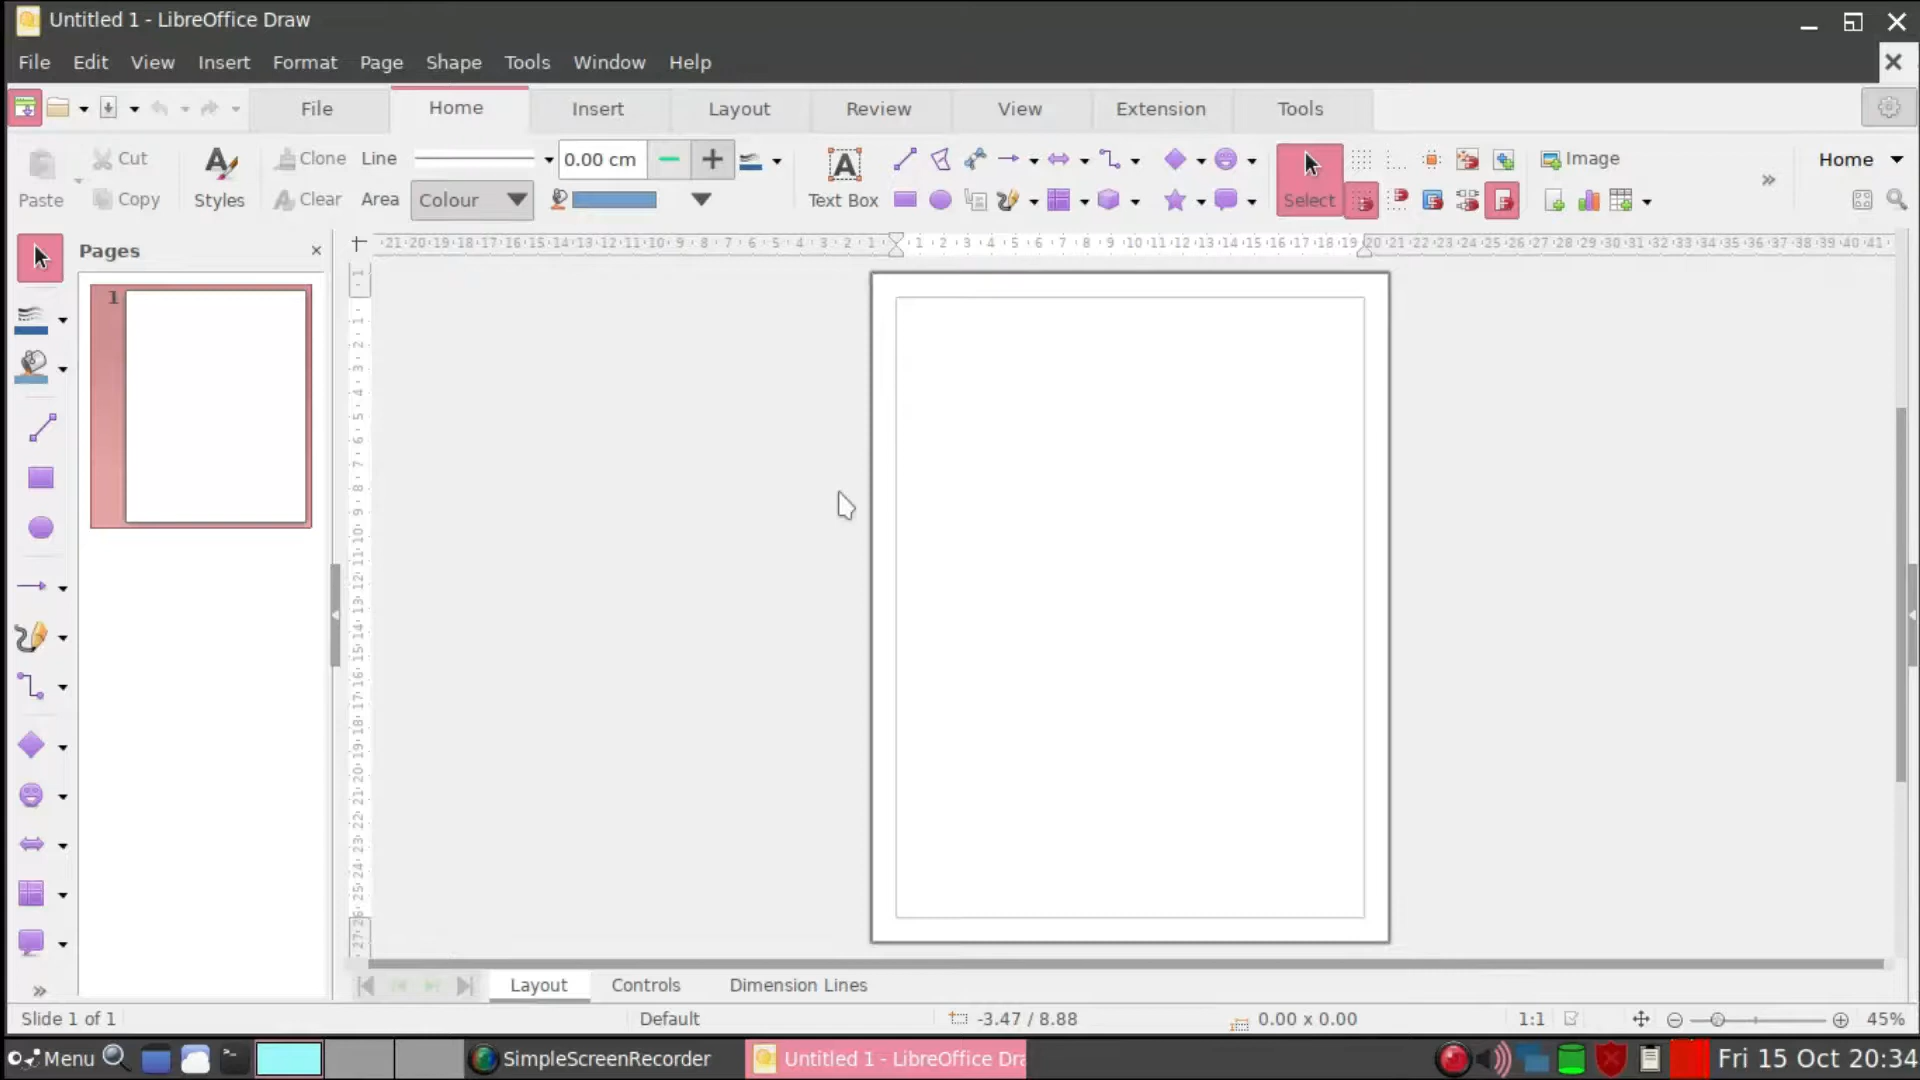 Untitled 1 - LibreOffice Draw
File Edit View Insert Format Page Shape Tools Window Help
File Home Insert Layout Review View Extension Tools
Cut Clone Line 0.00 cm Image Home
Paste Copy Styles Clear Area Colour Text Box Select
Pages
1
Layout Controls Dimension Lines
Slide 1 of 1 Default -3.47 / 8.88 0.00 x 0.00 1:1 45%
Menu SimpleScreenRecorder Untitled 1 - LibreOffice Dra Fri 15 Oct 20:34